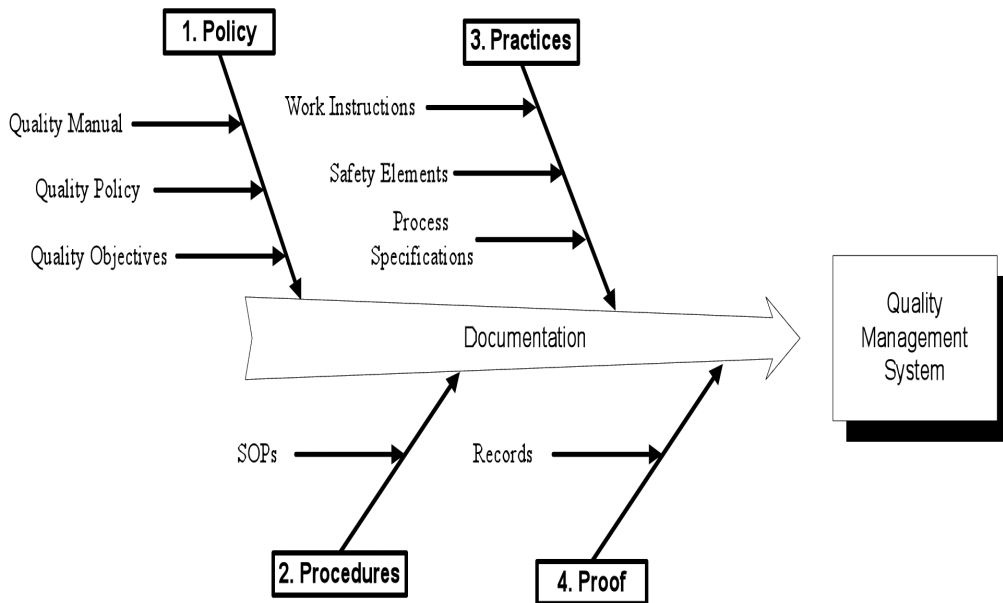 1. Policy
3. Practices
Work Instructions
Quality Manual
Safety Elements
Quality Policy
Process
Specifications
Quality Objectives
Quality
Management
System
Documentation
SOPs
Records
2. Procedures
4. Proof